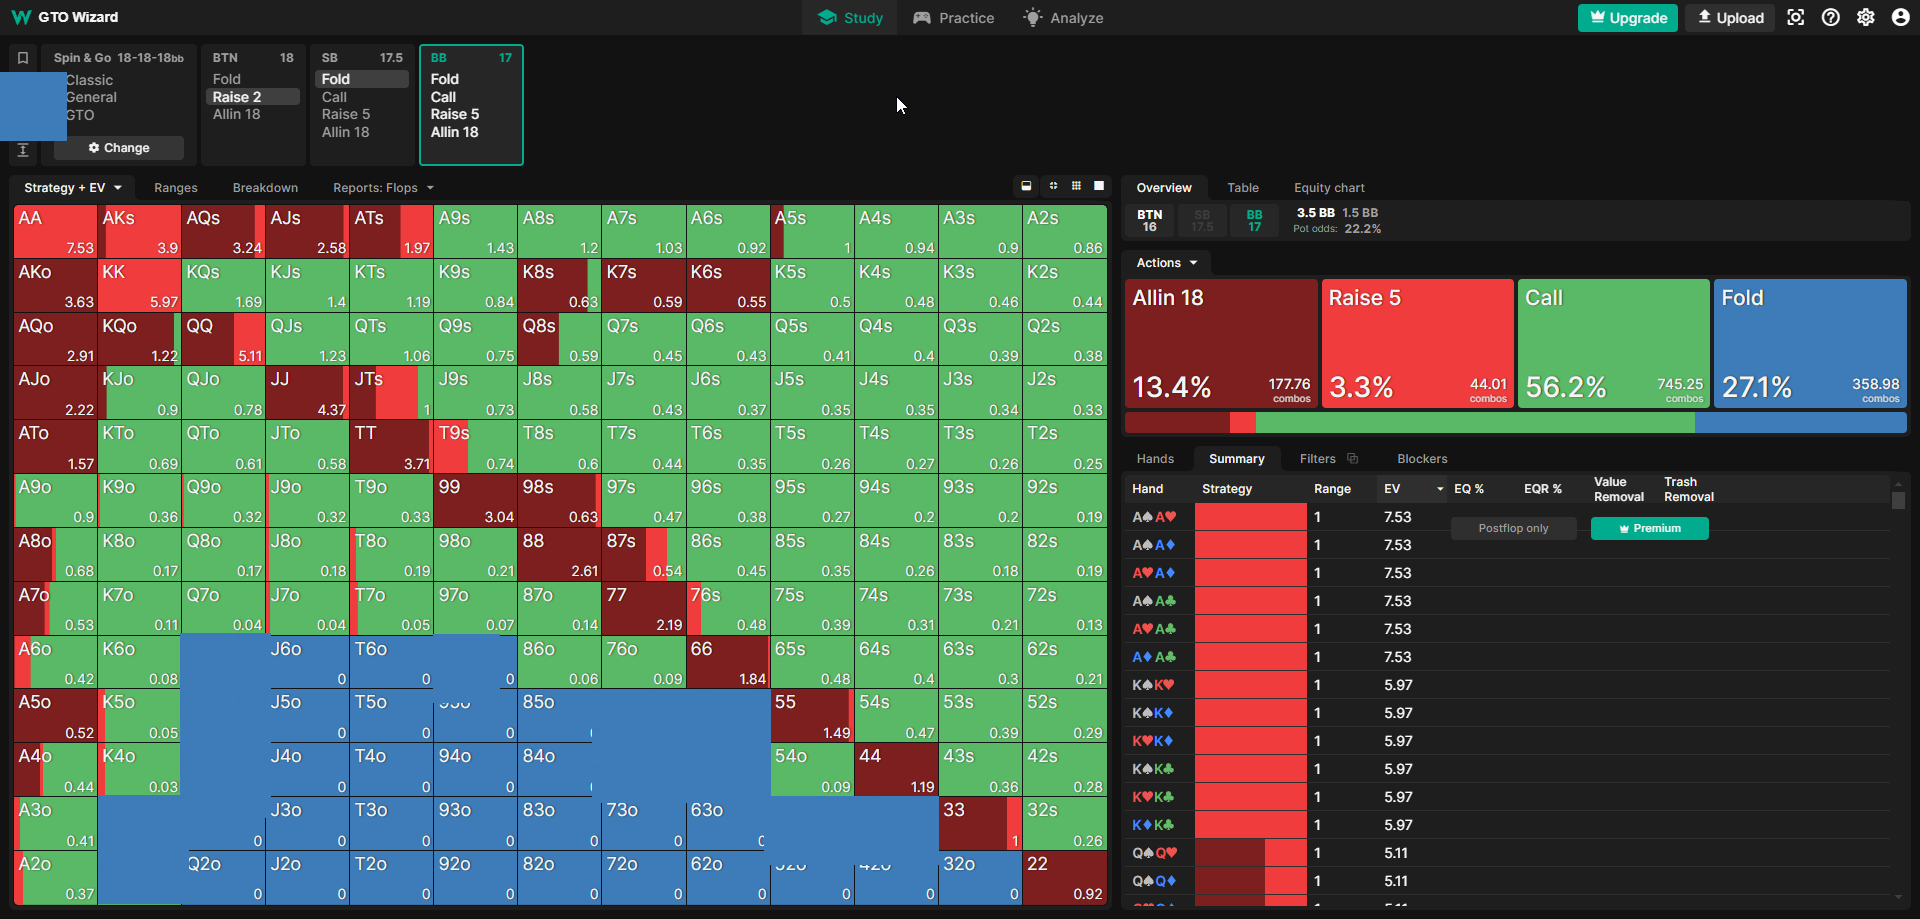 GTO Wizard
Study
Practice
Analyze
Upgrade
Upload
Spin & Go 18-18-18bb
Classic
General
GTO
Change
BTN 18
Fold
Raise 2
Allin 18
SB 17.5
Fold
Call
Raise 5
Allin 18
BB 17
Fold
Call
Raise 5
Allin 18
Strategy + EV
Ranges
Breakdown
Reports: Flops
AA 7.53 AKs 3.9 AQs 3.24 AJs 2.58 ATs 1.97 A9s 1.43 A8s 1.2 A7s 1.03 A6s 0.92 A5s 1 A4s 0.94 A3s 0.9 A2s 0.86
AKo 3.63 KK 5.97 KQs 1.69 KJs 1.4 KTs 1.19 K9s 0.84 K8s 0.63 K7s 0.59 K6s 0.55 K5s 0.5 K4s 0.48 K3s 0.46 K2s 0.44
AQo 2.91 KQo 1.22 QQ 5.11 QJs 1.23 QTs 1.06 Q9s 0.75 Q8s 0.59 Q7s 0.45 Q6s 0.43 Q5s 0.41 Q4s 0.4 Q3s 0.39 Q2s 0.38
AJo 2.22 KJo 0.9 QJo 0.78 JJ 4.37 JTs 1 J9s 0.73 J8s 0.58 J7s 0.43 J6s 0.37 J5s 0.35 J4s 0.35 J3s 0.34 J2s 0.33
ATo 1.57 KTo 0.69 QTo 0.61 JTo 0.58 TT 3.71 T9s 0.74 T8s 0.6 T7s 0.44 T6s 0.35 T5s 0.26 T4s 0.27 T3s 0.26 T2s 0.25
A9o 0.9 K9o 0.36 Q9o 0.32 J9o 0.32 T9o 0.33 99 3.04 98s 0.63 97s 0.47 96s 0.38 95s 0.27 94s 0.2 93s 0.2 92s 0.19
A8o 0.68 K8o 0.17 Q8o 0.17 J8o 0.18 T8o 0.19 98o 0.21 88 2.61 87s 0.54 86s 0.45 85s 0.35 84s 0.26 83s 0.18 82s 0.19
A7o 0.53 K7o 0.11 Q7o 0.04 J7o 0.04 T7o 0.05 97o 0.07 87o 0.14 77 2.19 76s 0.48 75s 0.39 74s 0.31 73s 0.21 72s 0.13
A6o 0.42 K6o 0.08 J6o 0 T6o 0 0 86o 0.06 76o 0.09 66 1.84 65s 0.48 64s 0.4 63s 0.3 62s 0.21
A5o 0.52 K5o 0.05 J5o 0 T5o 0 0 85o 55 1.49 54s 0.47 53s 0.39 52s 0.29
A4o 0.44 K4o 0.03 J4o 0 T4o 0 94o 0 84o 54o 0.09 44 1.19 43s 0.36 42s 0.28
A3o 0.41 J3o 0 T3o 0 93o 0 83o 0 73o 0 63o 33 1 32s 0.26
A2o 0.37 Q2o 0 J2o 0 T2o 0 92o 0 82o 0 72o 0 62o 0 0 0 32o 0 22 0.92
Overview
Table
Equity chart
BTN 16
SB 17.5
BB 17
3.5 BB 1.5 BB
Pot odds: 22.2%
Actions
Allin 18
13.4% 177.76 combos
Raise 5
3.3% 44.01 combos
Call
56.2% 745.25 combos
Fold
27.1% 358.98 combos
Hands
Summary
Filters
Blockers
Hand Strategy Range EV EQ % EQR % Value Removal Trash Removal
Postflop only
Premium
A♠A♥ 1 7.53
A♠A♦ 1 7.53
A♥A♦ 1 7.53
A♠A♣ 1 7.53
A♥A♣ 1 7.53
A♦A♣ 1 7.53
K♠K♥ 1 5.97
K♠K♦ 1 5.97
K♥K♦ 1 5.97
K♠K♣ 1 5.97
K♥K♣ 1 5.97
K♦K♣ 1 5.97
Q♠Q♥ 1 5.11
Q♠Q♦ 1 5.11